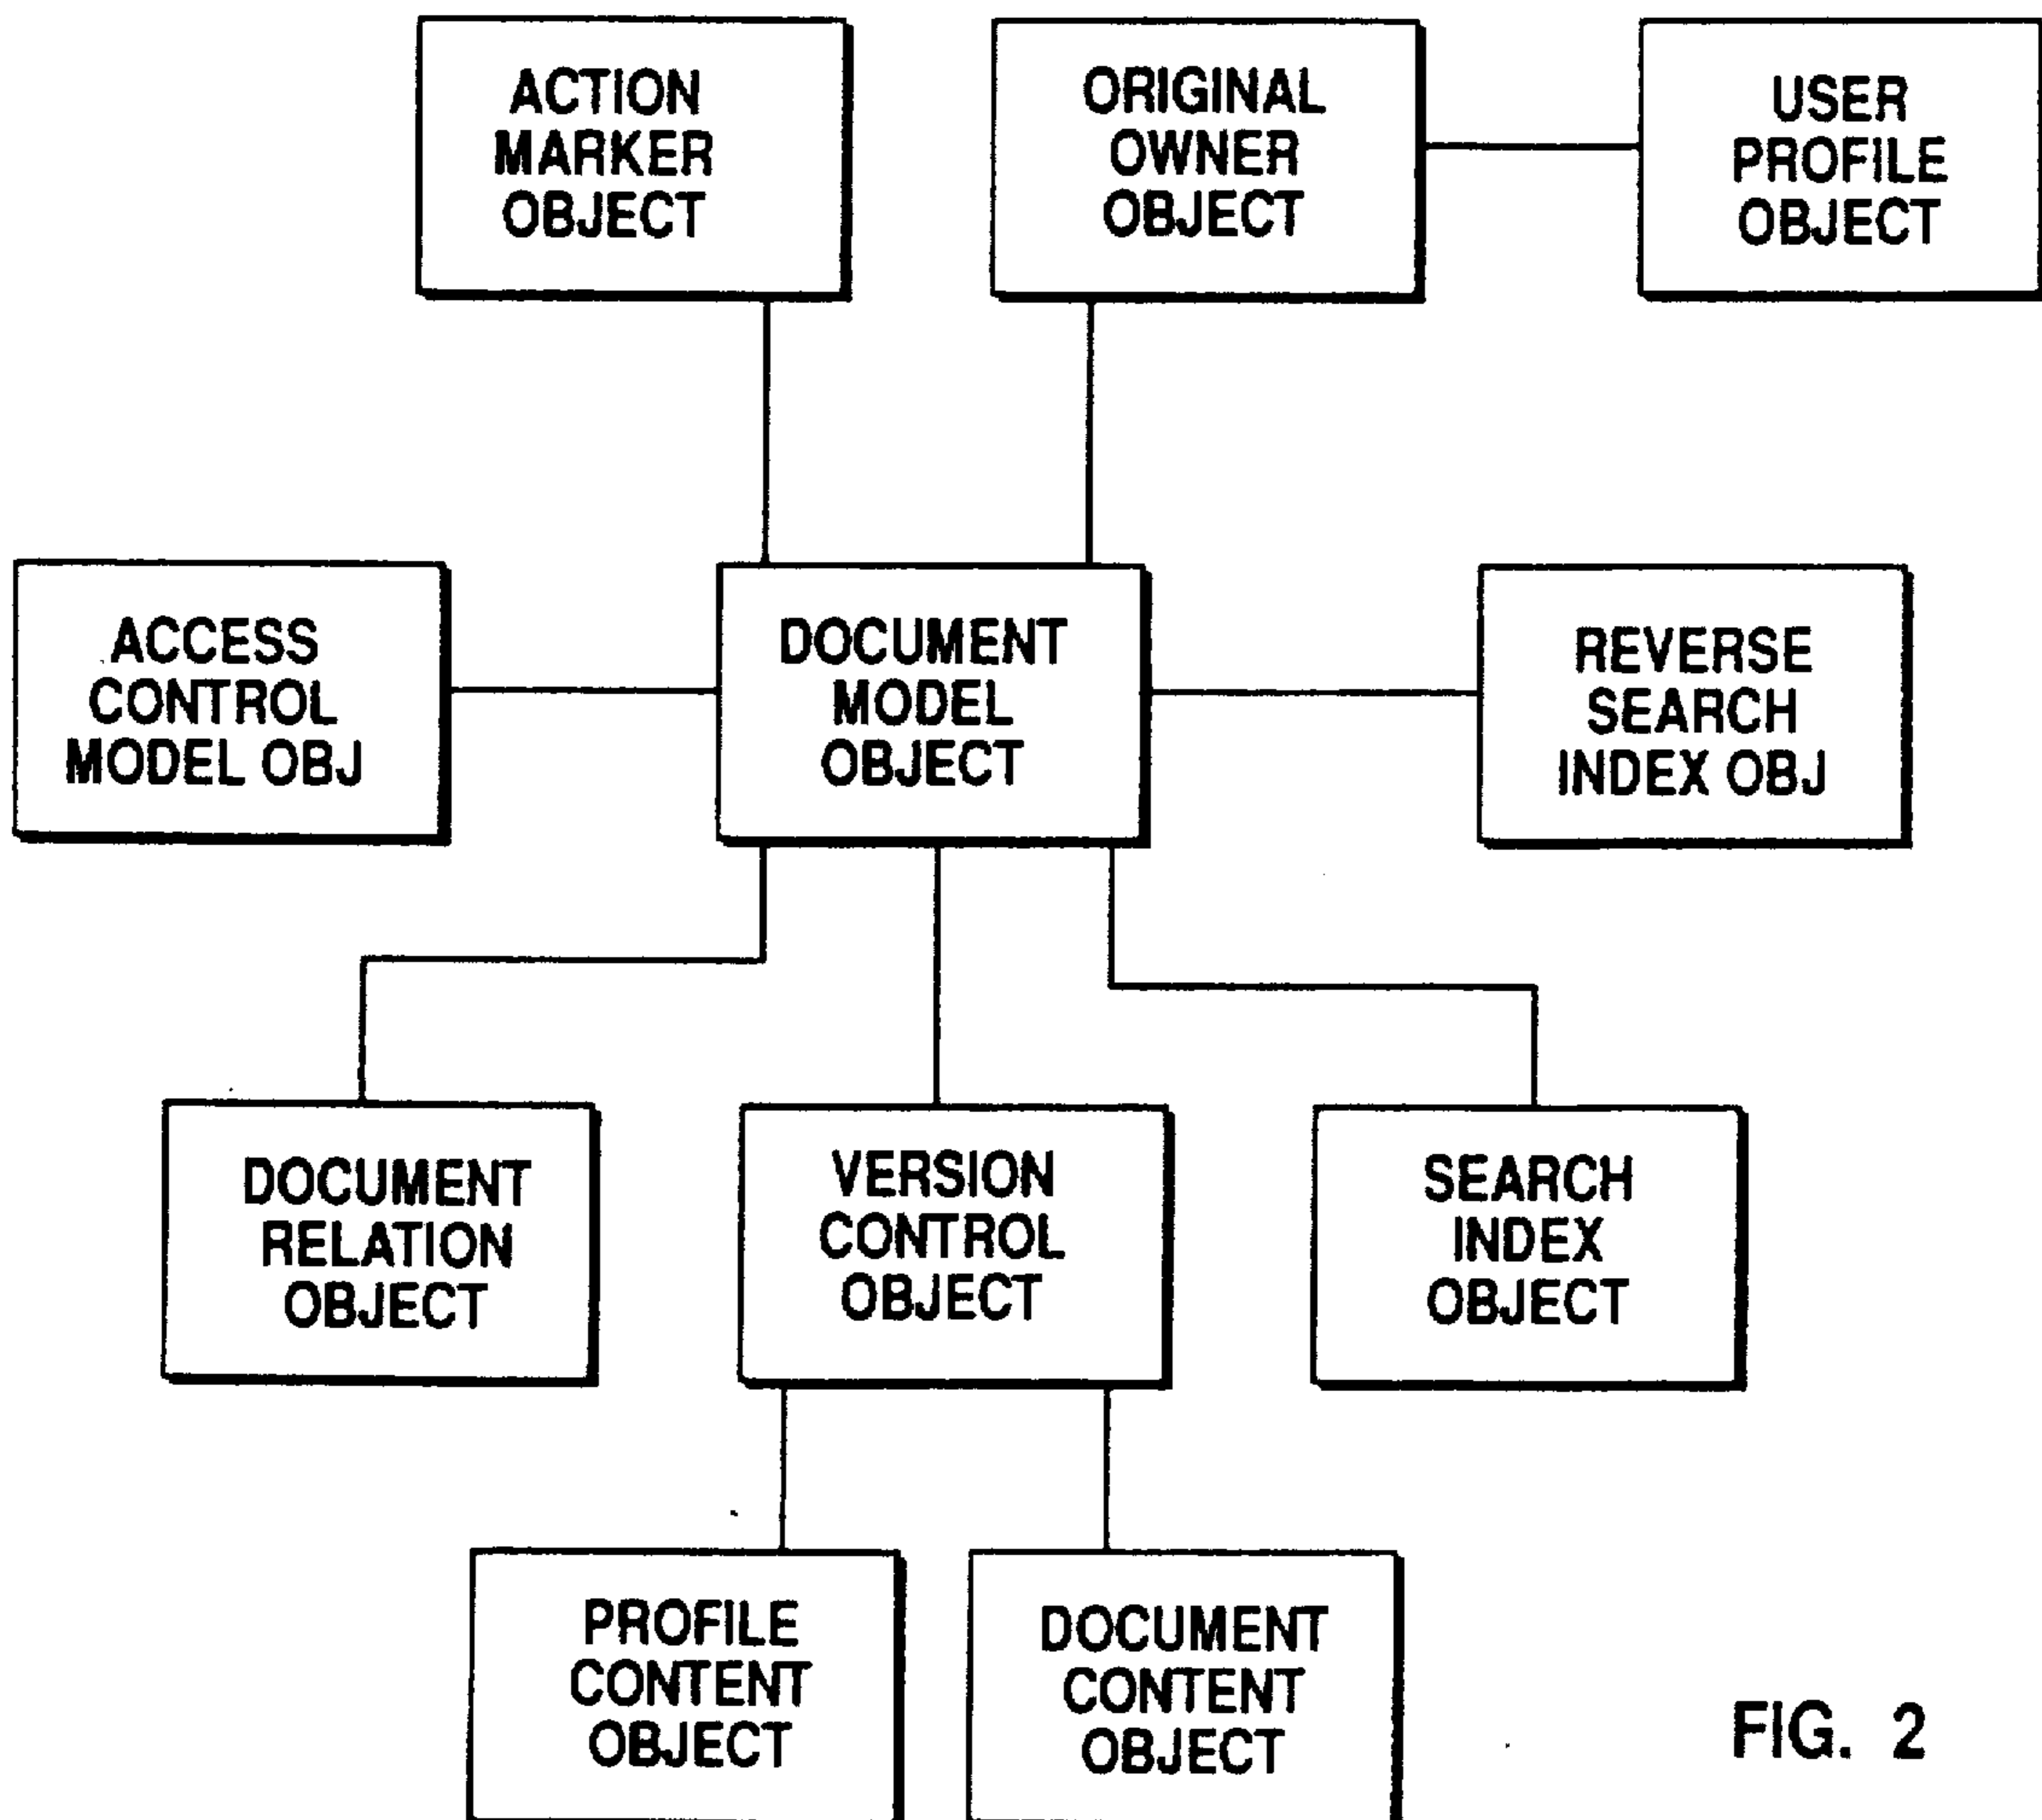 ACTION
MARKER
OBJECT
ORIGINAL
OWNER
OBJECT
USER
PROFILE
OBJECT
ACCESS
CONTROL
MODEL OBJ
DOCUMENT
MODEL
OBJECT
REVERSE
SEARCH
INDEX OBJ
DOCUMENT
RELATION
OBJECT
VERSION
CONTROL
OBJECT
SEARCH
INDEX
OBJECT
PROFILE
CONTENT
OBJECT
DOCUMENT
CONTENT
OBJECT
FIG. 2